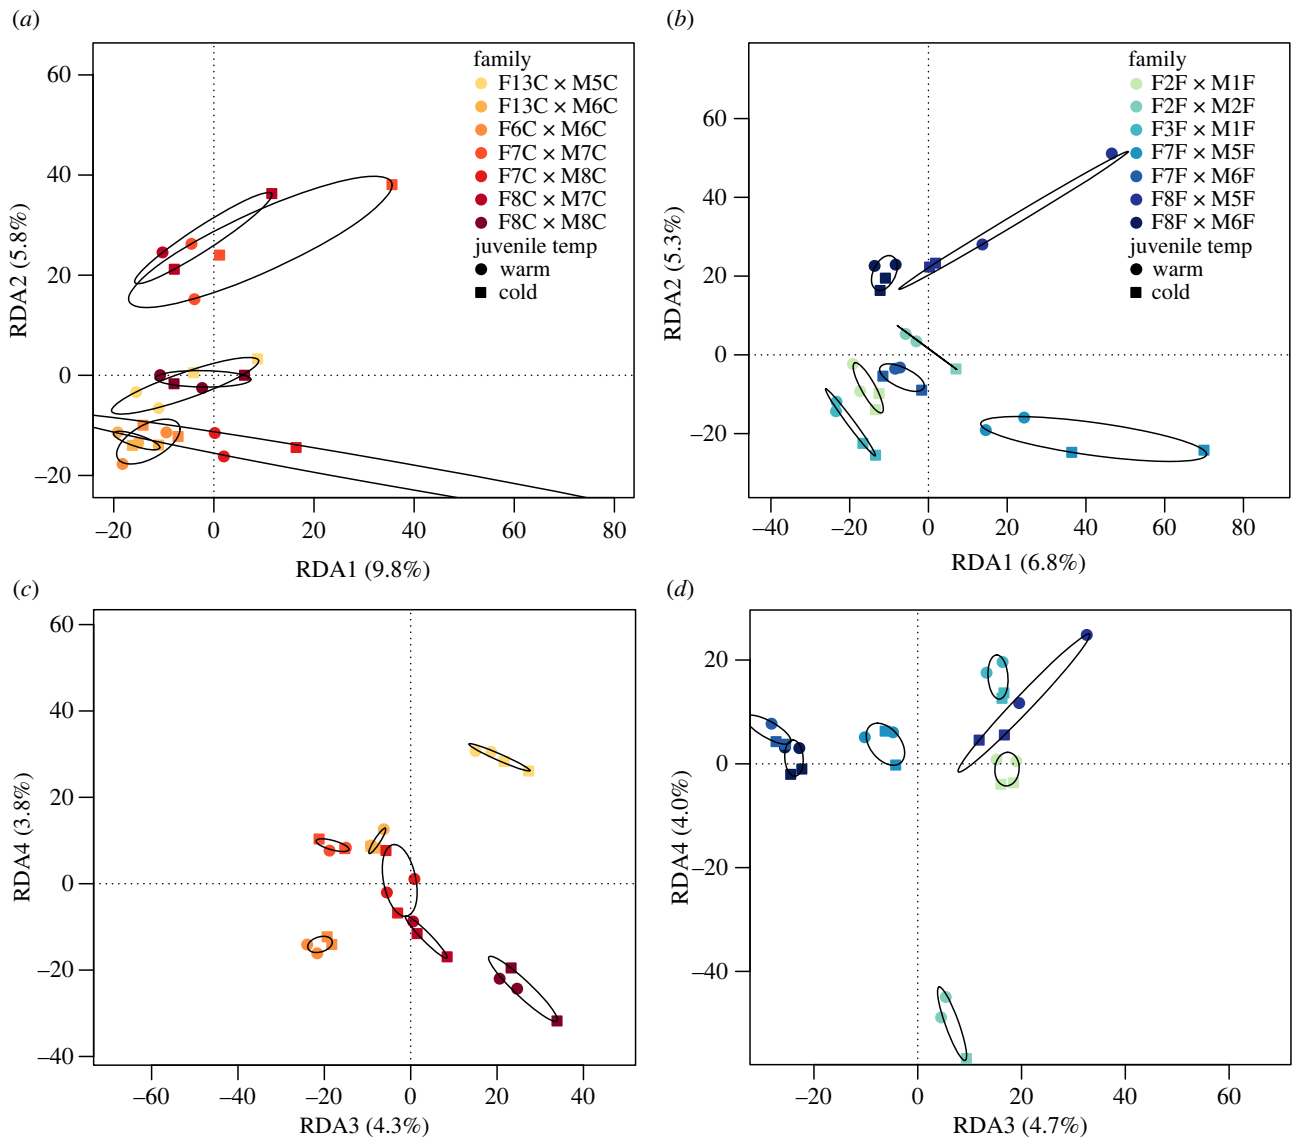 (a)
family
F13C × M5C
F13C × M6C
F6C × M6C
F7C × M7C
F7C × M8C
F8C × M7C
F8C × M8C
juvenile temp
warm
cold
60
40
20
0
–20
RDA2 (5.8%)
–20 0 20 40 60 80
RDA1 (9.8%)
(b)
family
F2F × M1F
F2F × M2F
F3F × M1F
F7F × M5F
F7F × M6F
F8F × M5F
F8F × M6F
juvenile temp
warm
cold
60
40
20
0
–20
RDA2 (5.3%)
–40 –20 0 20 40 60 80
RDA1 (6.8%)
(c)
60
40
20
0
–20
–40
RDA4 (3.8%)
–60 –40 –20 0 20 40
RDA3 (4.3%)
(d)
20
0
–20
–40
RDA4 (4.0%)
–20 0 20 40 60
RDA3 (4.7%)